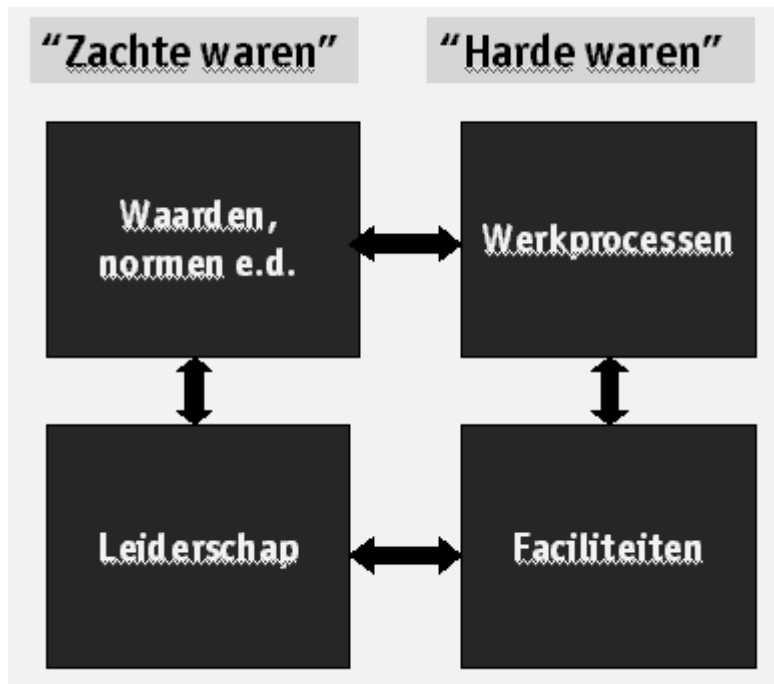 “Zachte waren”
“Harde waren”
Waarden,
normen e.d.
Werkprocessen
Leiderschap
Faciliteiten